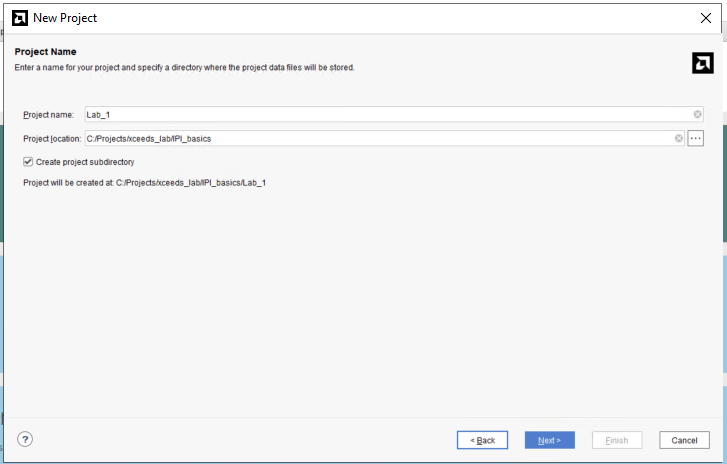 New Project
Project Name
Enter a name for your project and specify a directory where the project data files will be stored.
Project name: Lab_1
Project location: C:/Projects/xceeds_lab/IPI_basics
Create project subdirectory
Project will be created at: C:/Projects/xceeds_lab/IPI_basics/Lab_1
? < Back Next > Finish Cancel